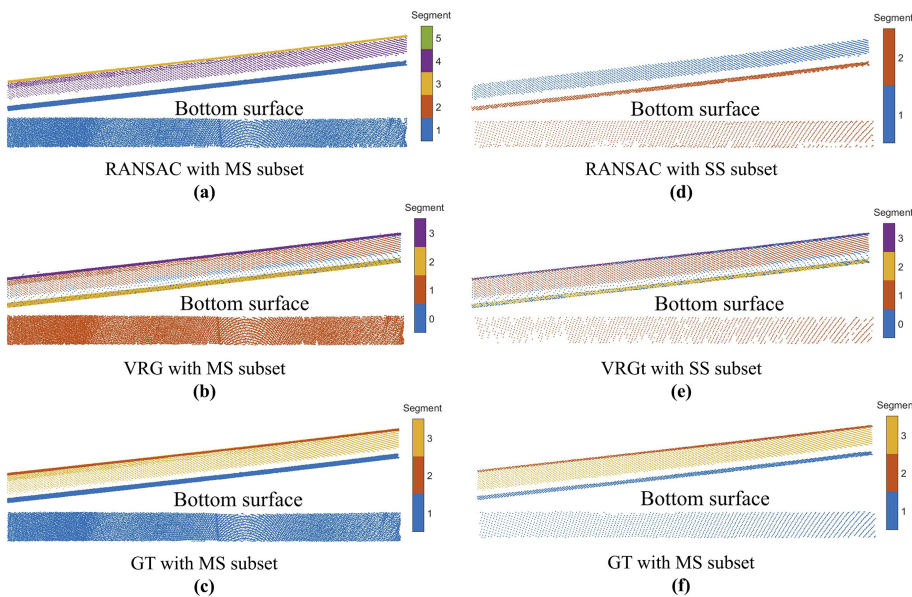 Segment
5
4
3
2
1
Bottom surface
RANSAC with MS subset
(a)
Segment
2
1
Bottom surface
RANSAC with SS subset
(d)
Segment
3
2
1
0
Bottom surface
VRG with MS subset
(b)
Segment
3
2
1
0
Bottom surface
VRGt with SS subset
(e)
Segment
3
2
1
Bottom surface
GT with MS subset
(c)
Segment
3
2
1
Bottom surface
GT with MS subset
(f)